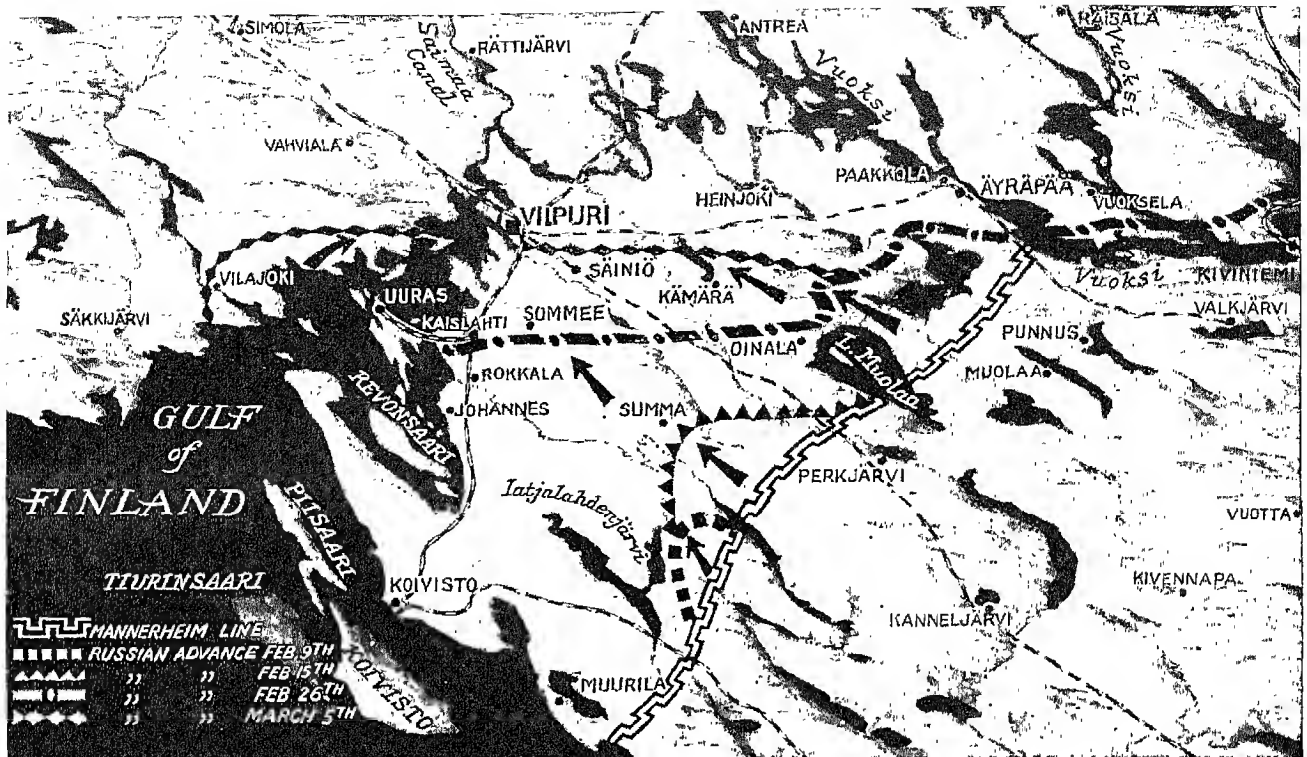 SIMOLA
Saimaa
Canal
RÄTTIJÄRVI
ANTREA
Vuoksi
RÄISÄLÄ
Vuoksi
VAHVIALA
VIIPURI
HEINJOKI
PAAKKOLA
ÄYRÄPÄÄ
VUOKSELA
VILAJOKI
SÄINIÖ
KÄMÄRÄ
Vuoksi
KIVINIEMI
SÄKKIJÄRVI
UURAS
KAISLAHTI
SOMMEE
OINALA
L. Muolaa
PUNNUS
VALKJÄRVI
MUOLAA
REVONSAARI
ROKKALA
JOHANNES
SUMMA
GULF
of
FINLAND
PERKJÄRVI
VUOTTA
PIISAARI
Iatjalahdenjärvi
TIURINSAARI
KOIVISTO
KIVENNAPA
KANNELJÄRVI
KOIVISTO
MUURILA
MANNERHEIM LINE
RUSSIAN ADVANCE FEB 9TH
,, ,, FEB 15TH
,, ,, FEB 26TH
,, ,, MARCH 5TH